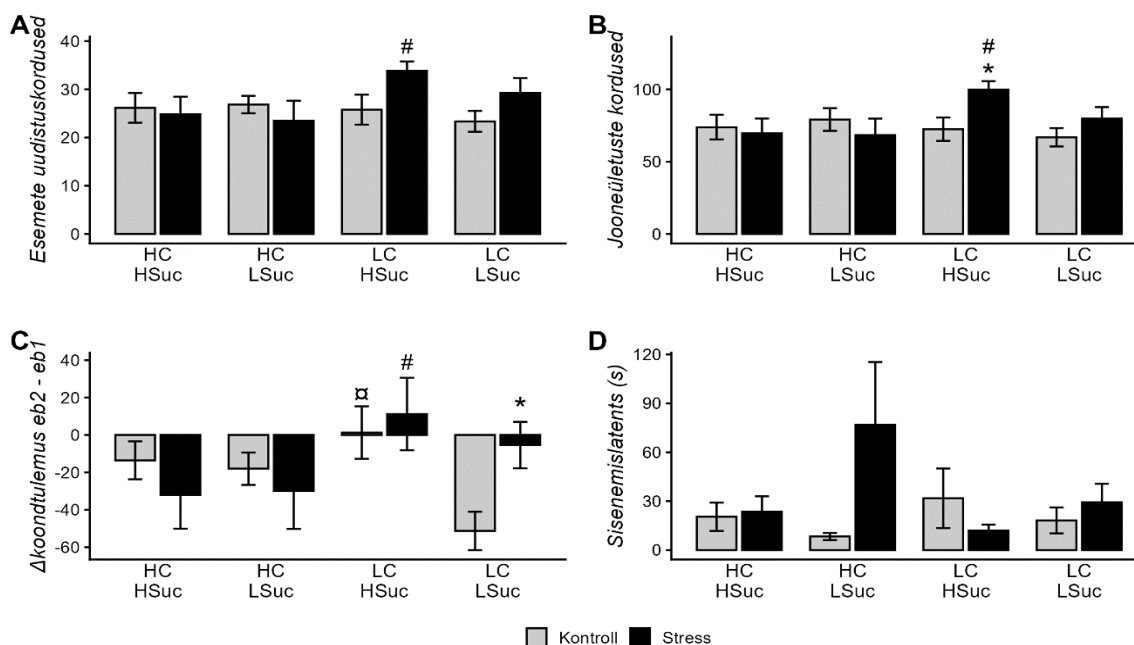 A
Esemete uudistuskordused
40
30
20
10
0
#
HC HC LC LC
HSuc LSuc HSuc LSuc
B
Jooneületuste kordused
100
50
0
#
*
HC HC LC LC
HSuc LSuc HSuc LSuc
C
Δkoondtulemus eb2 - eb1
40
20
0
-20
-40
-60
¤ # *
HC HC LC LC
HSuc LSuc HSuc LSuc
D
Sisenemislatents (s)
120
90
60
30
0
HC HC LC LC
HSuc LSuc HSuc LSuc
Kontroll Stress